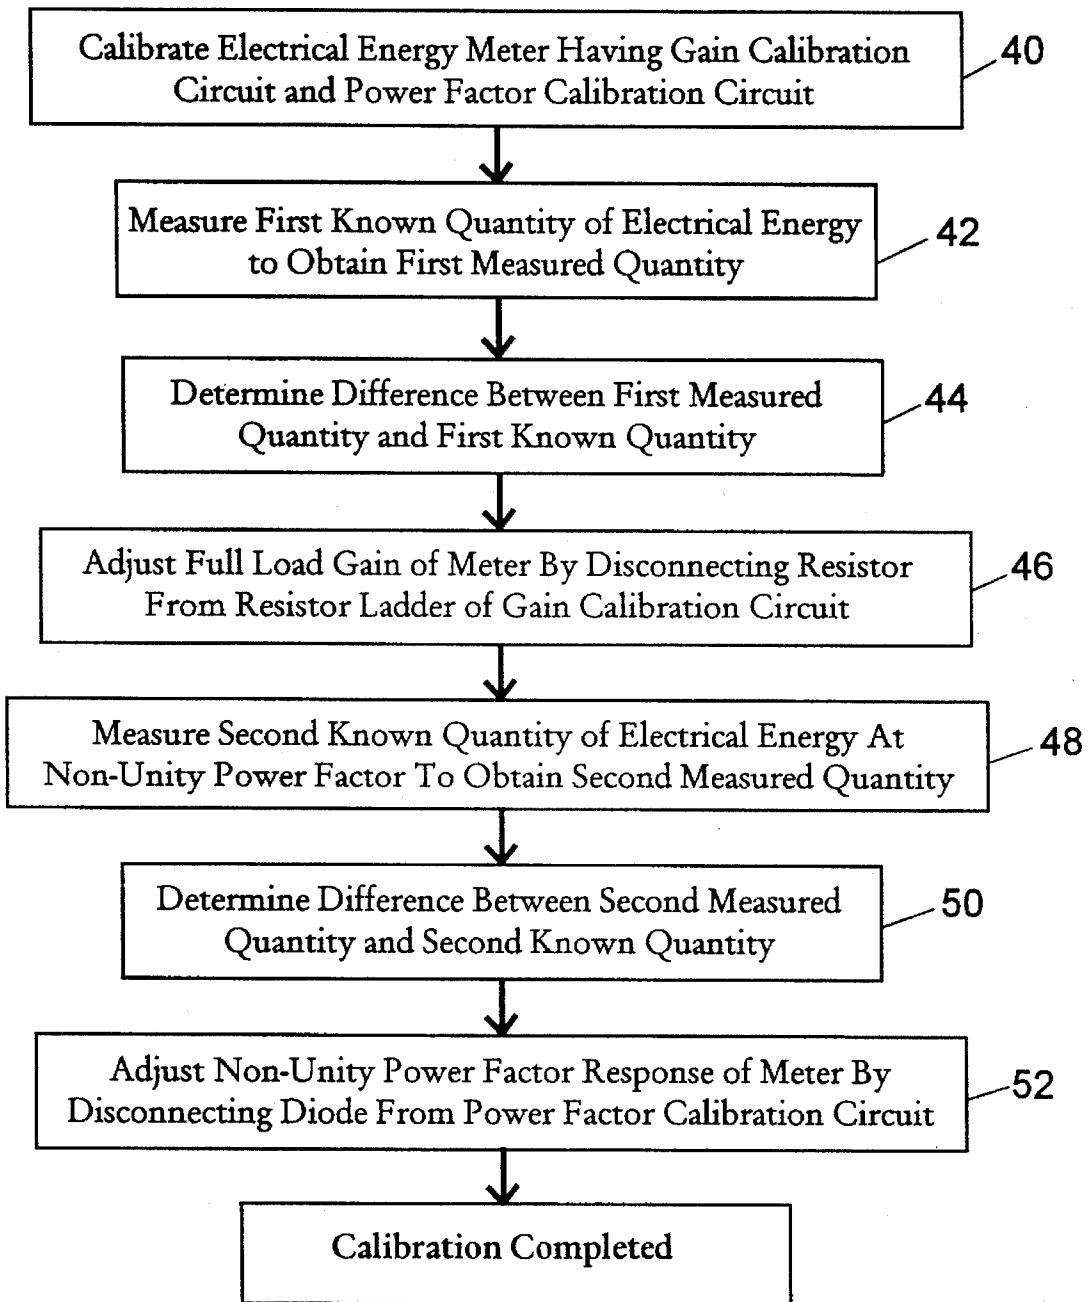 Calibrate Electrical Energy Meter Having Gain Calibration
Circuit and Power Factor Calibration Circuit
40
Measure First Known Quantity of Electrical Energy
to Obtain First Measured Quantity
42
Determine Difference Between First Measured
Quantity and First Known Quantity
44
Adjust Full Load Gain of Meter By Disconnecting Resistor
From Resistor Ladder of Gain Calibration Circuit
46
Measure Second Known Quantity of Electrical Energy At
Non-Unity Power Factor To Obtain Second Measured Quantity
48
Determine Difference Between Second Measured
Quantity and Second Known Quantity
50
Adjust Non-Unity Power Factor Response of Meter By
Disconnecting Diode From Power Factor Calibration Circuit
52
Calibration Completed